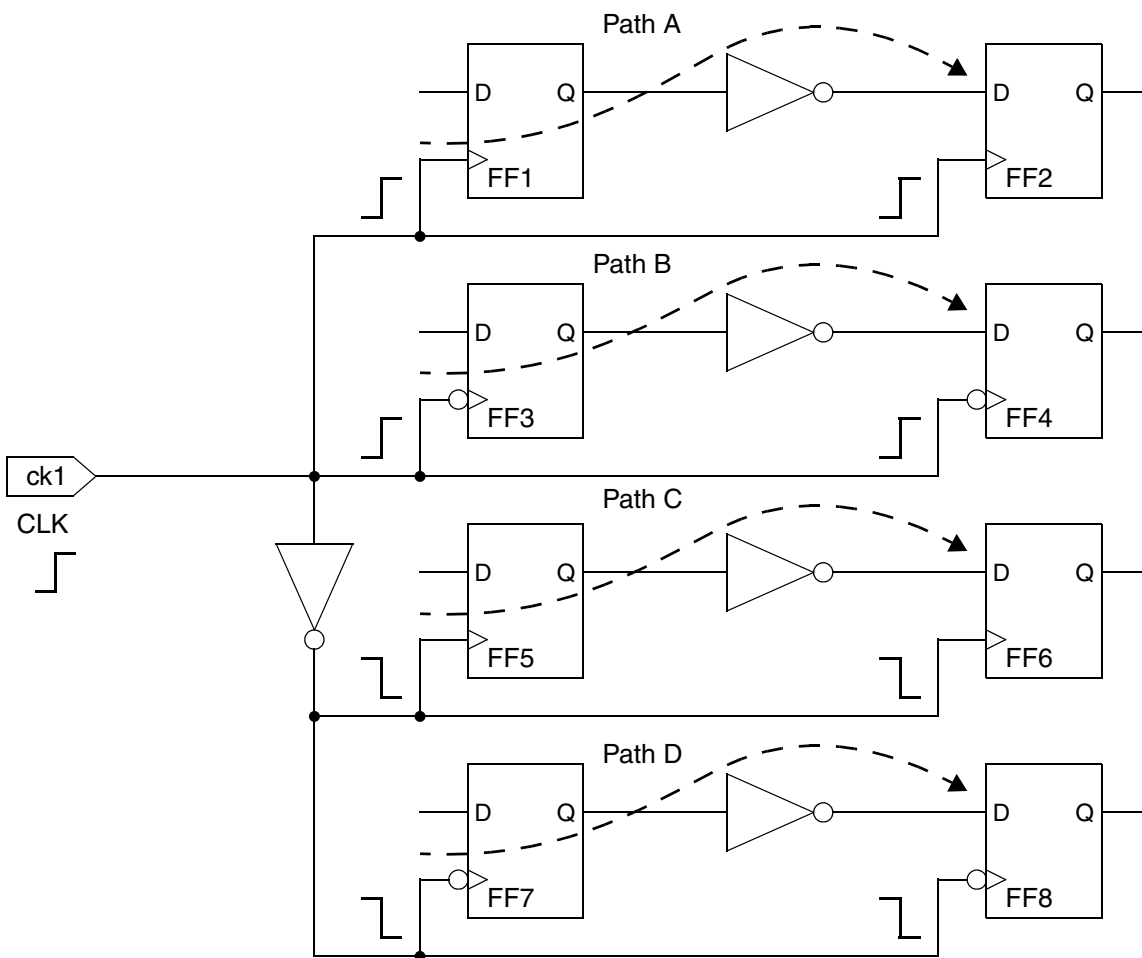 Path A
D Q D Q
FF1 FF2
Path B
D Q D Q
FF3 FF4
ck1
CLK
Path C
D Q D Q
FF5 FF6
Path D
D Q D Q
FF7 FF8